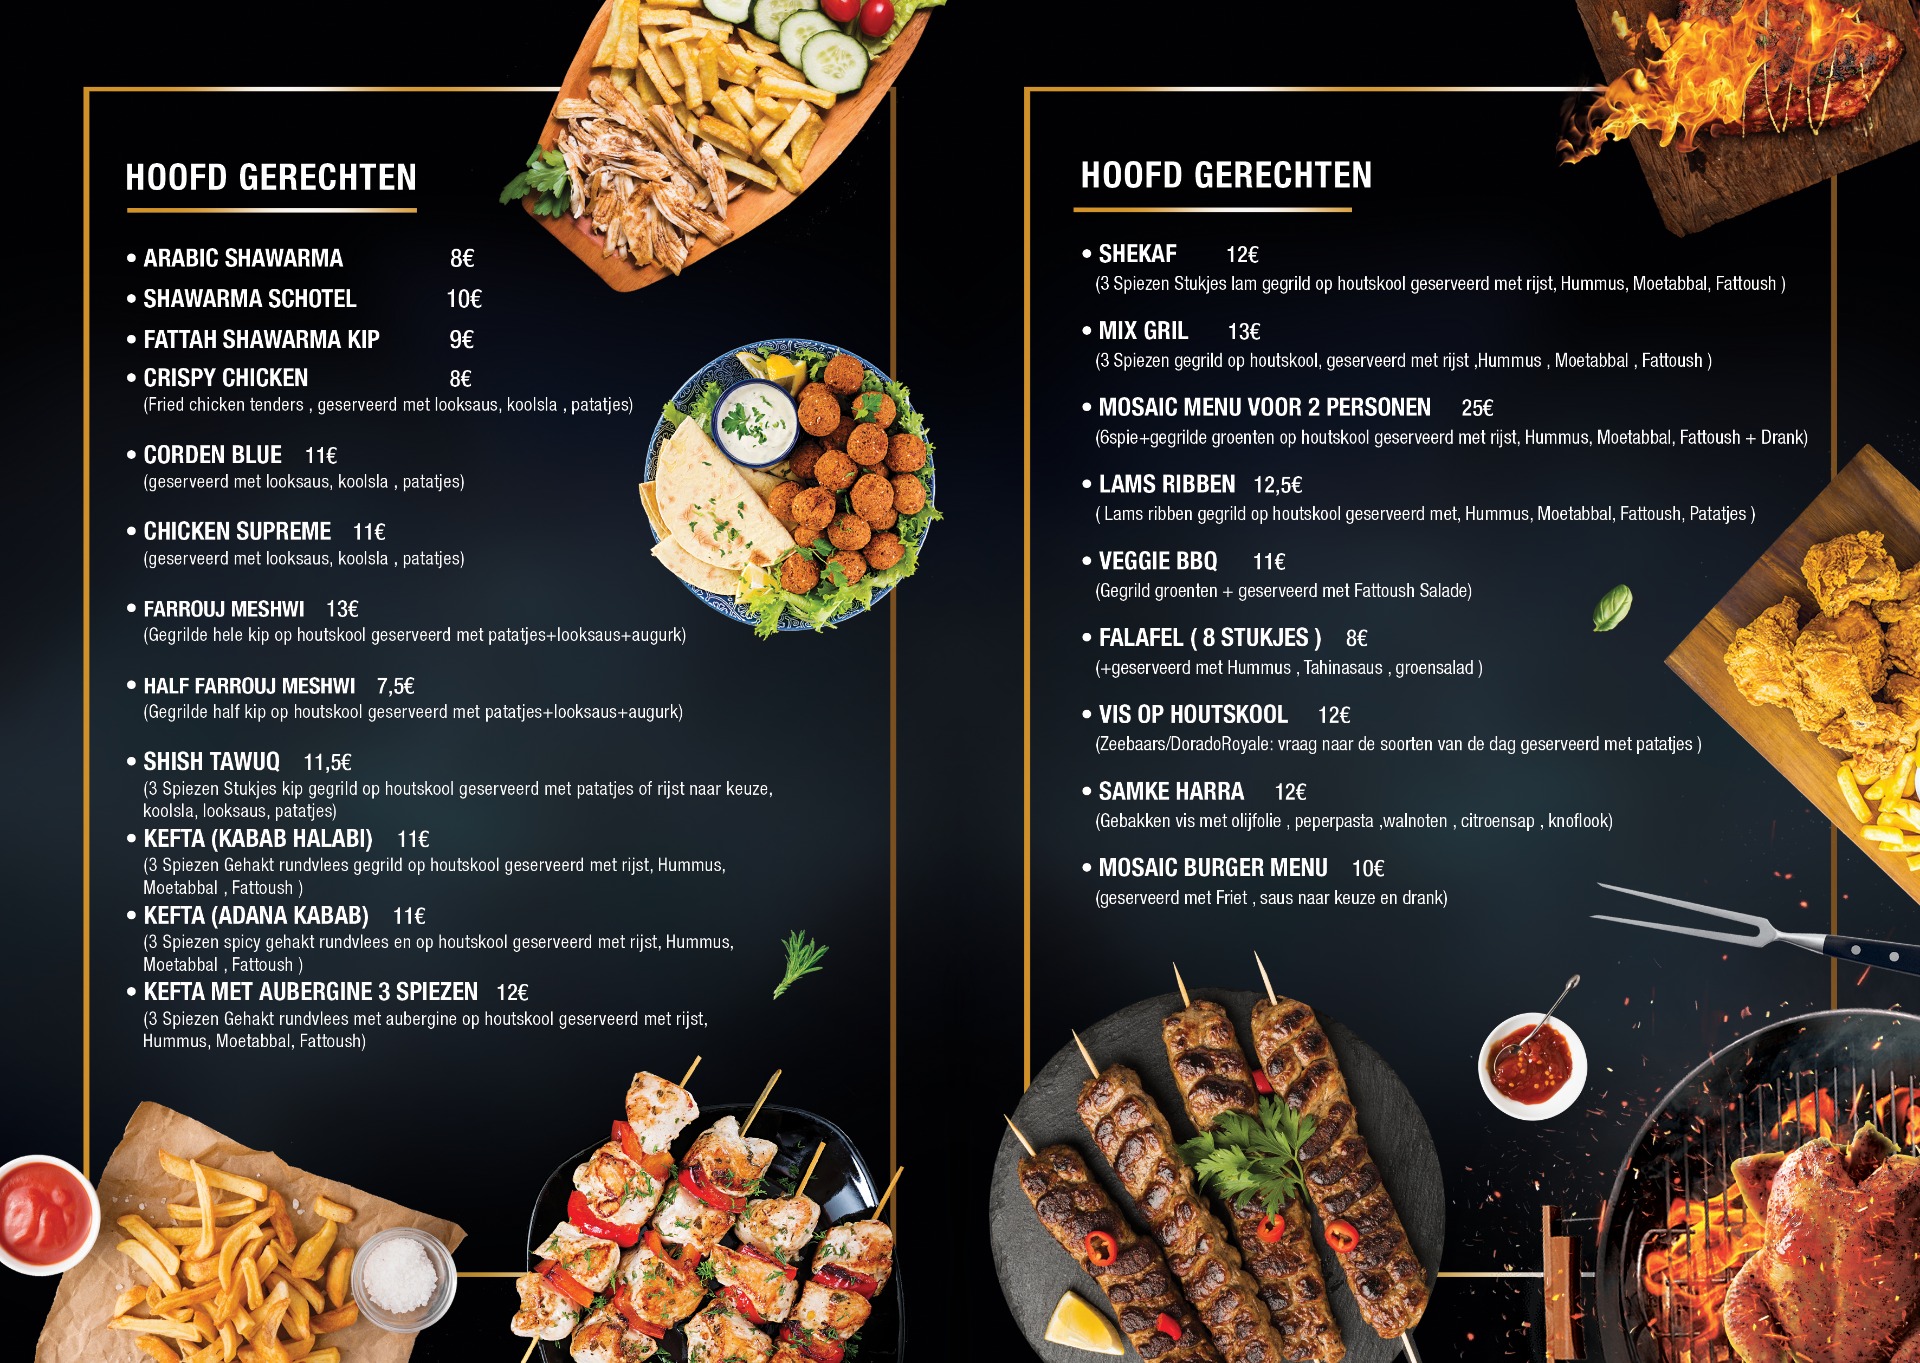 HOOFD GERECHTEN
• ARABIC SHAWARMA 8€
• SHAWARMA SCHOTEL 10€
• FATTAH SHAWARMA KIP 9€
• CRISPY CHICKEN 8€
(Fried chicken tenders , geserveerd met looksaus, koolsla , patatjes)
• CORDEN BLUE 11€
(geserveerd met looksaus, koolsla , patatjes)
• CHICKEN SUPREME 11€
(geserveerd met looksaus, koolsla , patatjes)
• FARROUJ MESHWI 13€
(Gegrilde hele kip op houtskool geserveerd met patatjes+looksaus+augurk)
• HALF FARROUJ MESHWI 7,5€
(Gegrilde half kip op houtskool geserveerd met patatjes+looksaus+augurk)
• SHISH TAWUQ 11,5€
(3 Spiezen Stukjes kip gegrild op houtskool geserveerd met patatjes of rijst naar keuze,
koolsla, looksaus, patatjes)
• KEFTA (KABAB HALABI) 11€
(3 Spiezen Gehakt rundvlees gegrild op houtskool geserveerd met rijst, Hummus,
Moetabbal , Fattoush )
• KEFTA (ADANA KABAB) 11€
(3 Spiezen spicy gehakt rundvlees en op houtskool geserveerd met rijst, Hummus,
Moetabbal , Fattoush )
• KEFTA MET AUBERGINE 3 SPIEZEN 12€
(3 Spiezen Gehakt rundvlees met aubergine op houtskool geserveerd met rijst,
Hummus, Moetabbal, Fattoush)
HOOFD GERECHTEN
• SHEKAF 12€
(3 Spiezen Stukjes lam gegrild op houtskool geserveerd met rijst, Hummus, Moetabbal, Fattoush )
• MIX GRIL 13€
(3 Spiezen gegrild op houtskool, geserveerd met rijst ,Hummus , Moetabbal , Fattoush )
• MOSAIC MENU VOOR 2 PERSONEN 25€
(6spie+gegrilde groenten op houtskool geserveerd met rijst, Hummus, Moetabbal, Fattoush + Drank)
• LAMS RIBBEN 12,5€
( Lams ribben gegrild op houtskool geserveerd met, Hummus, Moetabbal, Fattoush, Patatjes )
• VEGGIE BBQ 11€
(Gegrild groenten + geserveerd met Fattoush Salade)
• FALAFEL ( 8 STUKJES ) 8€
(+geserveerd met Hummus , Tahinasaus , groensalad )
• VIS OP HOUTSKOOL 12€
(Zeebaars/DoradoRoyale: vraag naar de soorten van de dag geserveerd met patatjes )
• SAMKE HARRA 12€
(Gebakken vis met olijfolie , peperpasta ,walnoten , citroensap , knoflook)
• MOSAIC BURGER MENU 10€
(geserveerd met Friet , saus naar keuze en drank)